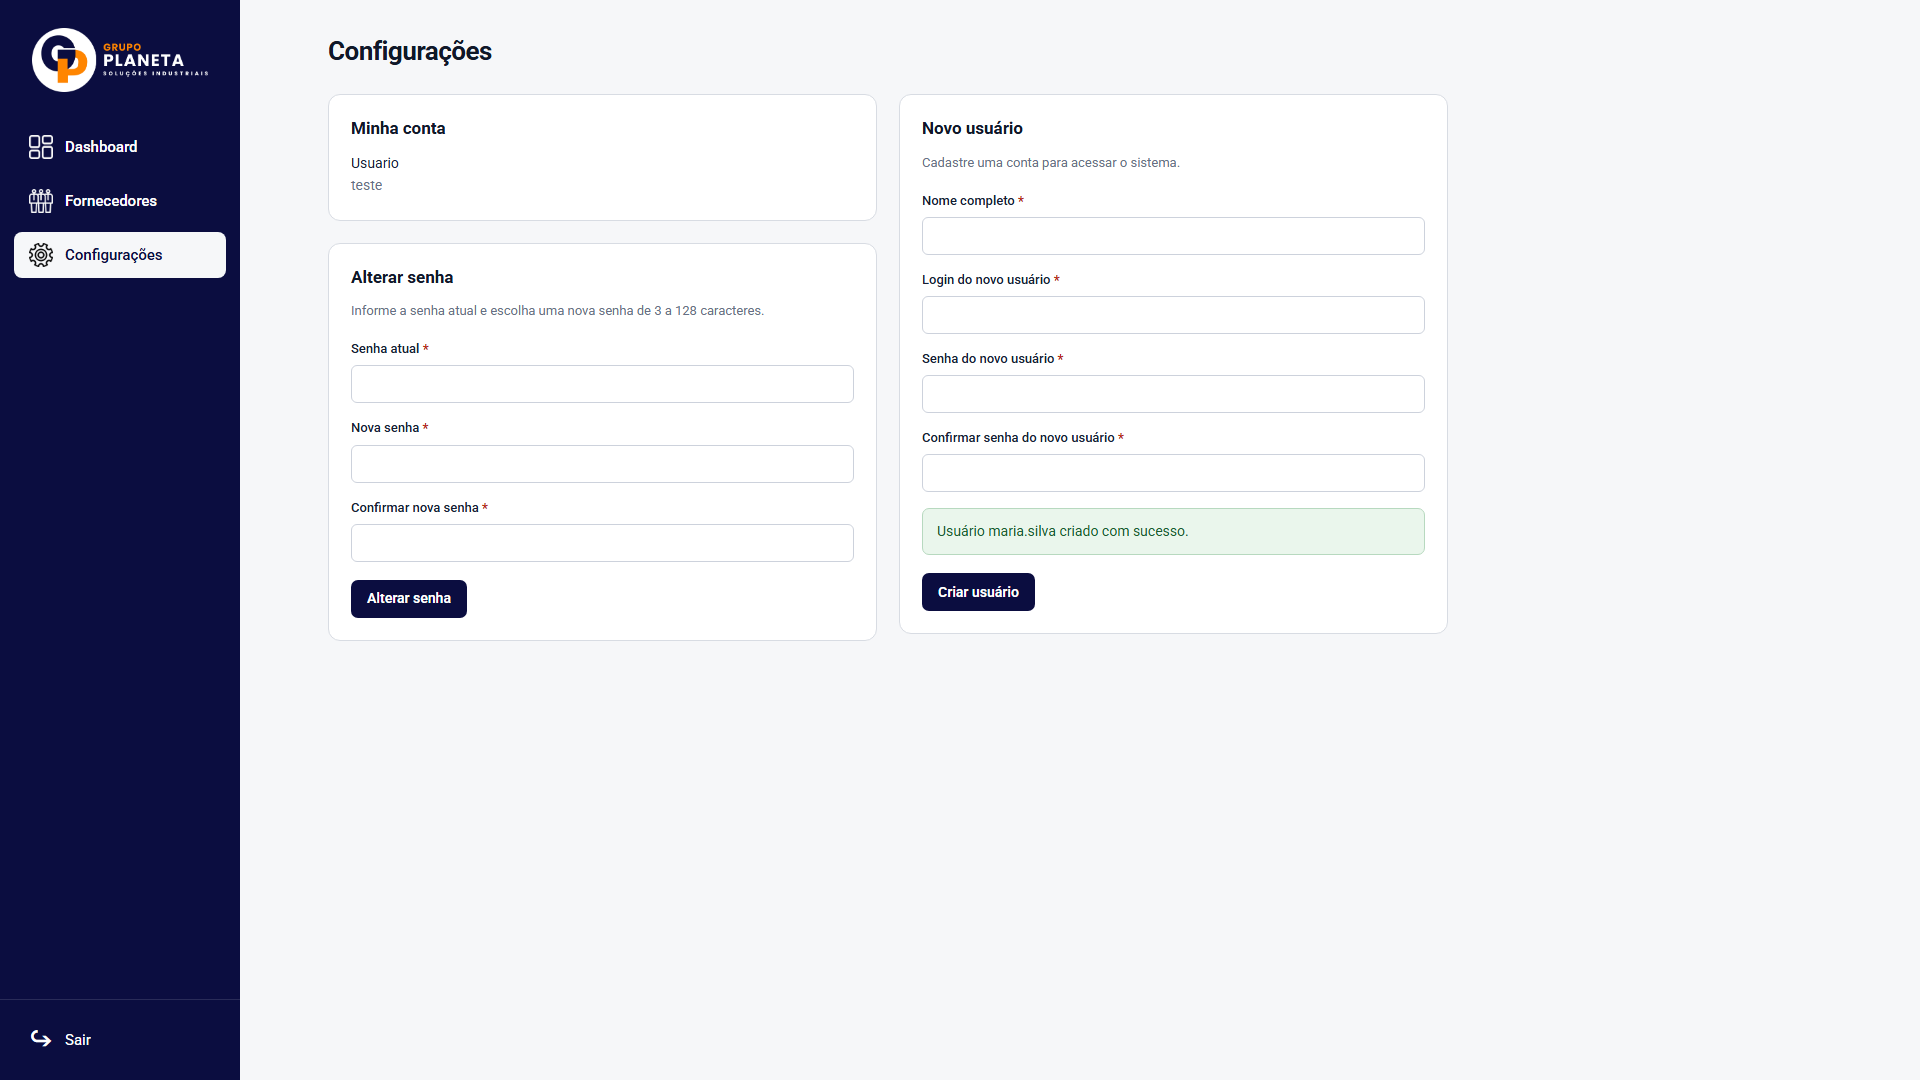 GRUPO
PLANETA
SOLUÇÕES INDUSTRIAIS
Dashboard
Fornecedores
Configurações
Sair
Configurações
Minha conta
Usuario
teste
Alterar senha
Informe a senha atual e escolha uma nova senha de 3 a 128 caracteres.
Senha atual *
Nova senha *
Confirmar nova senha *
Alterar senha
Novo usuário
Cadastre uma conta para acessar o sistema.
Nome completo *
Login do novo usuário *
Senha do novo usuário *
Confirmar senha do novo usuário *
Usuário maria.silva criado com sucesso.
Criar usuário